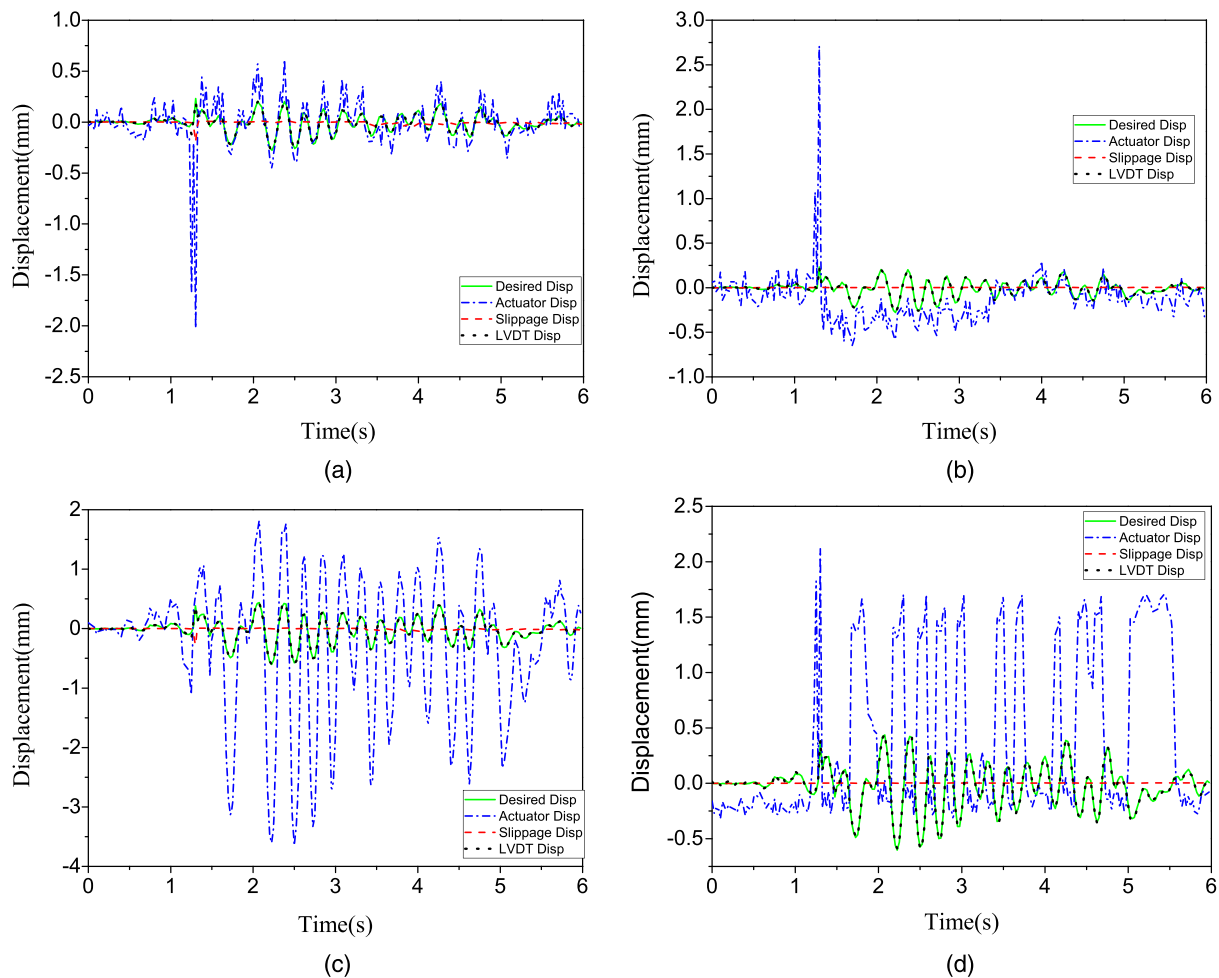 1.0
0.5
0.0
-0.5
-1.0
-1.5
-2.0
-2.5
Displacement(mm)
Desired Disp
Actuator Disp
Slippage Disp
LVDT Disp
0 1 2 3 4 5 6
Time(s)
(a)
3.0
2.5
2.0
1.5
1.0
0.5
0.0
-0.5
-1.0
Displacement(mm)
Desired Disp
Actuator Disp
Slippage Disp
LVDT Disp
0 1 2 3 4 5 6
Time(s)
(b)
2
1
0
-1
-2
-3
-4
Displacement(mm)
Desired Disp
Actuator Disp
Slippage Disp
LVDT Disp
0 1 2 3 4 5 6
Time(s)
(c)
2.5
2.0
1.5
1.0
0.5
0.0
-0.5
Displacement(mm)
Desired Disp
Actuator Disp
Slippage Disp
LVDT Disp
0 1 2 3 4 5 6
Time(s)
(d)